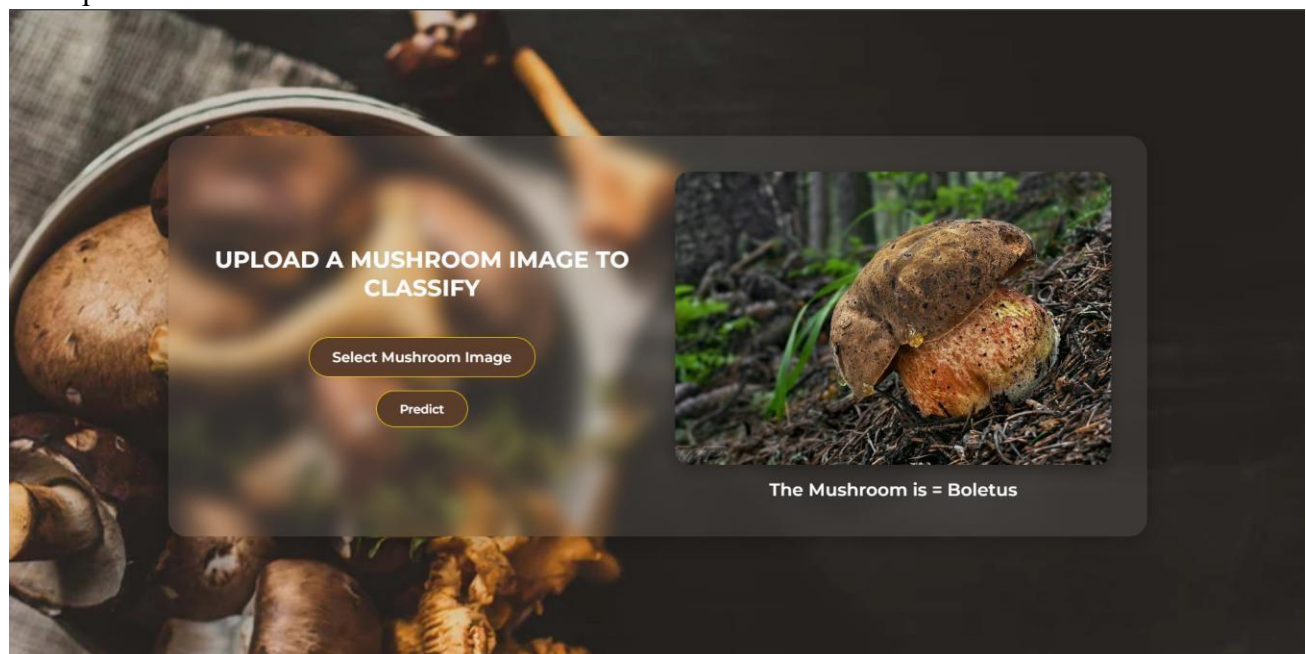 UPLOAD A MUSHROOM IMAGE TO
CLASSIFY
Select Mushroom Image
Predict
The Mushroom is = Boletus